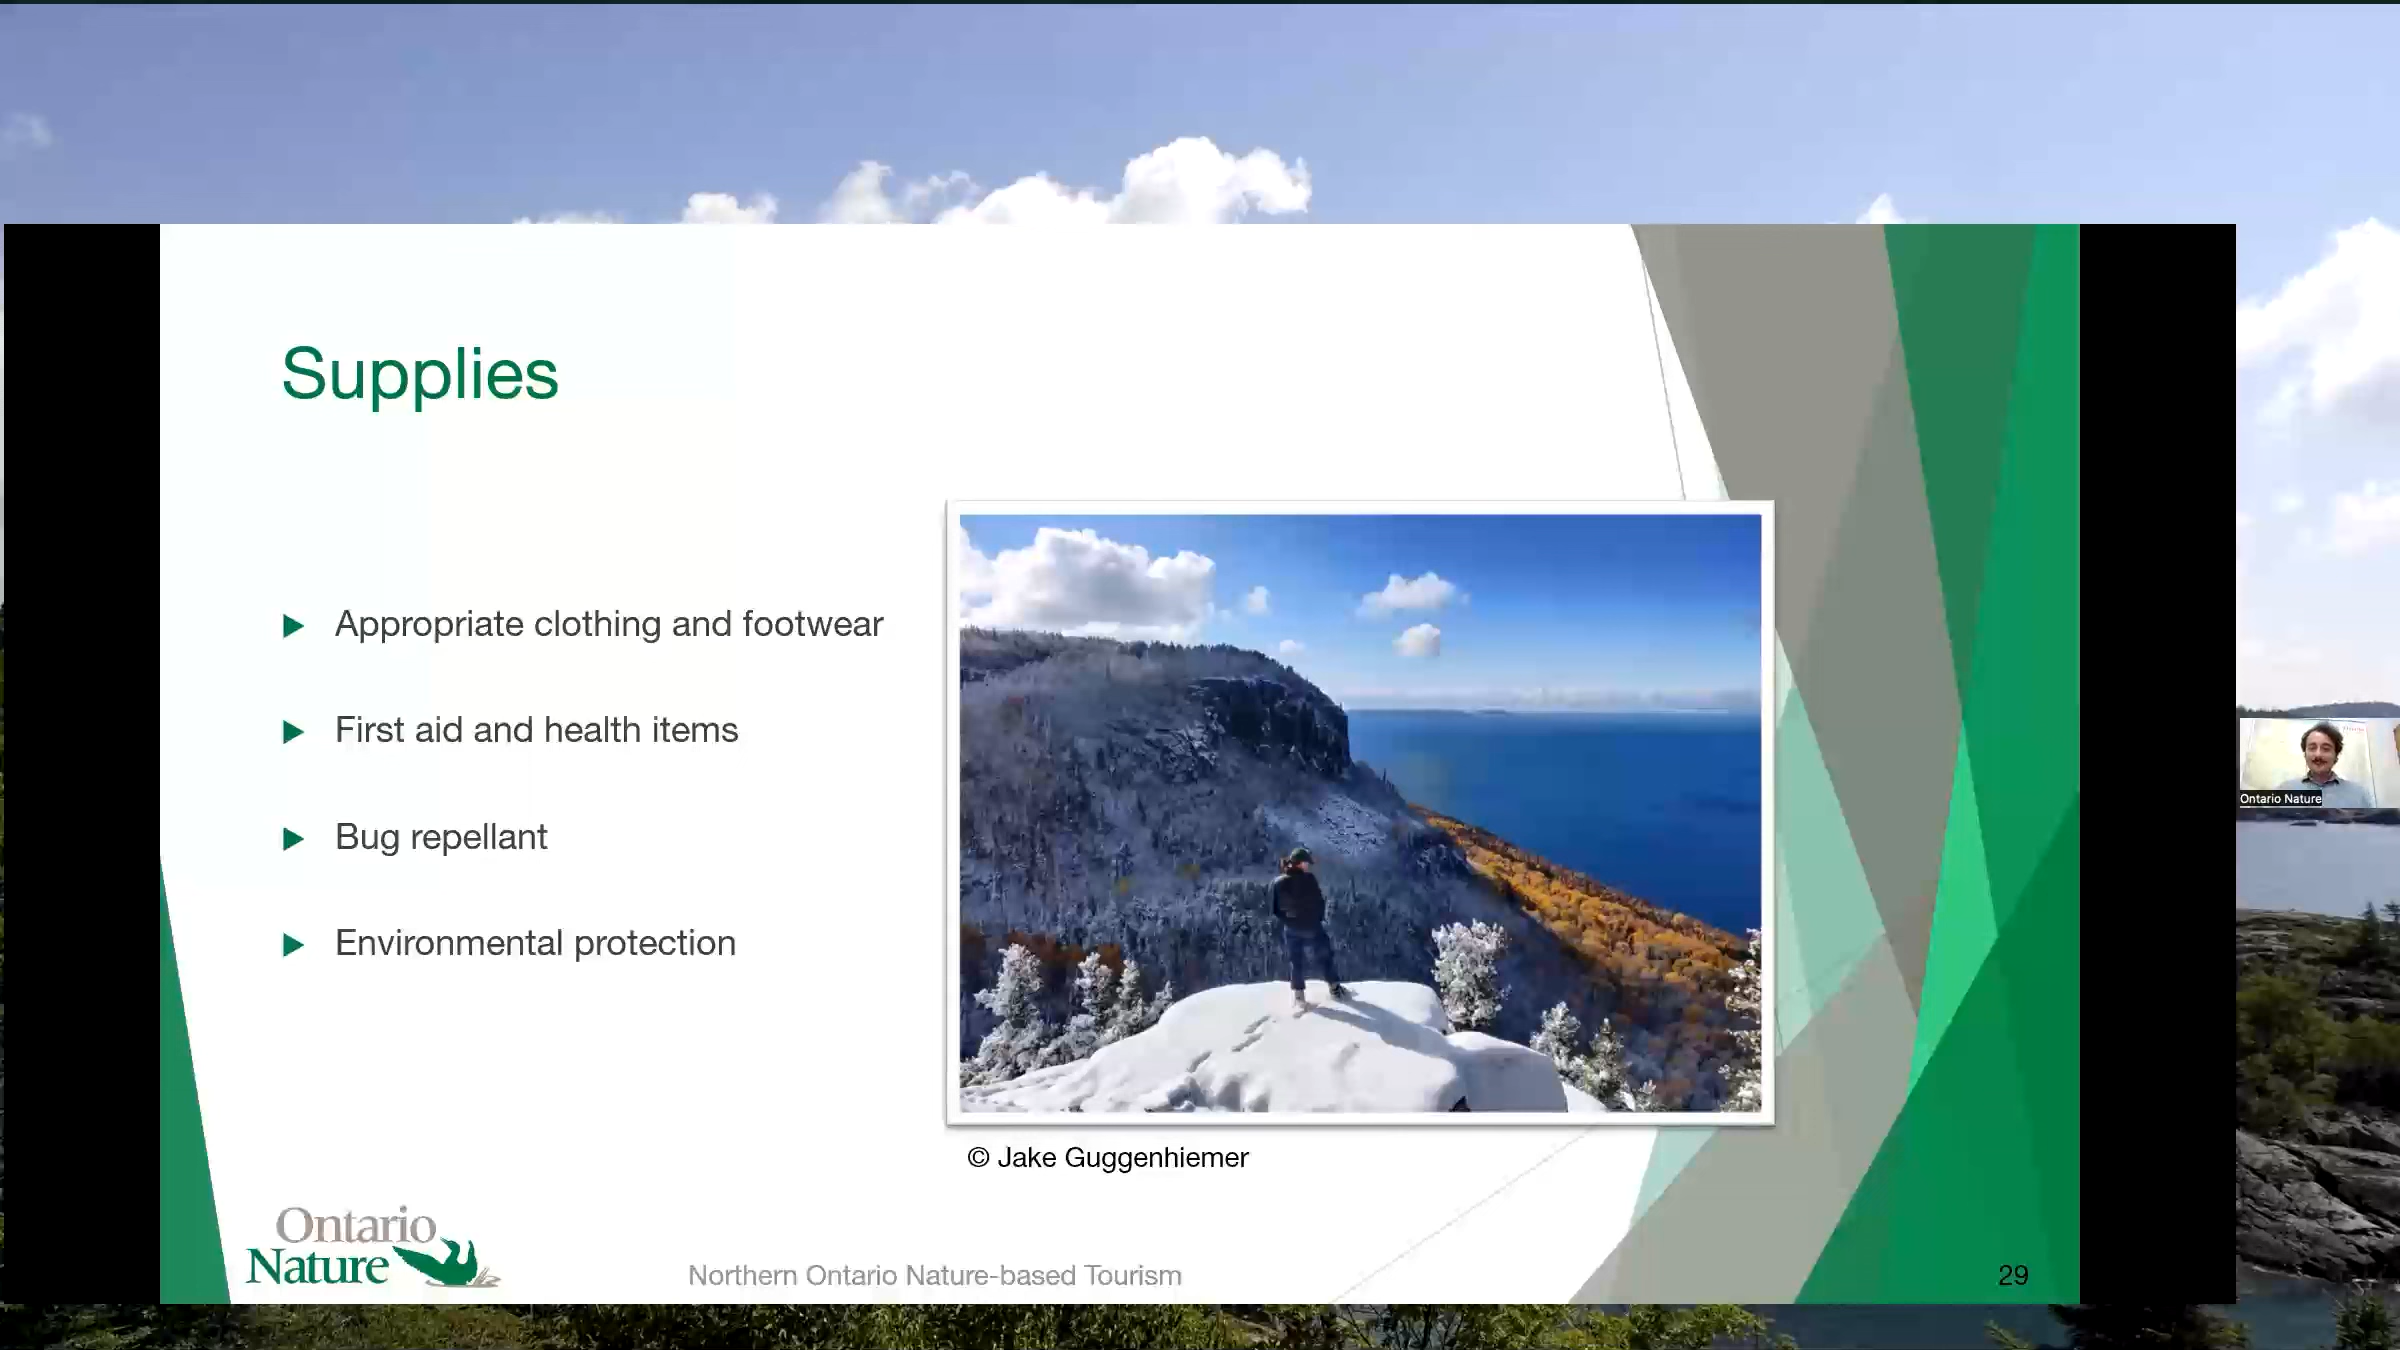 Supplies
Appropriate clothing and footwear
First aid and health items
Bug repellant
Environmental protection
© Jake Guggenhiemer
Ontario
Nature
Northern Ontario Nature-based Tourism
29
Ontario Nature